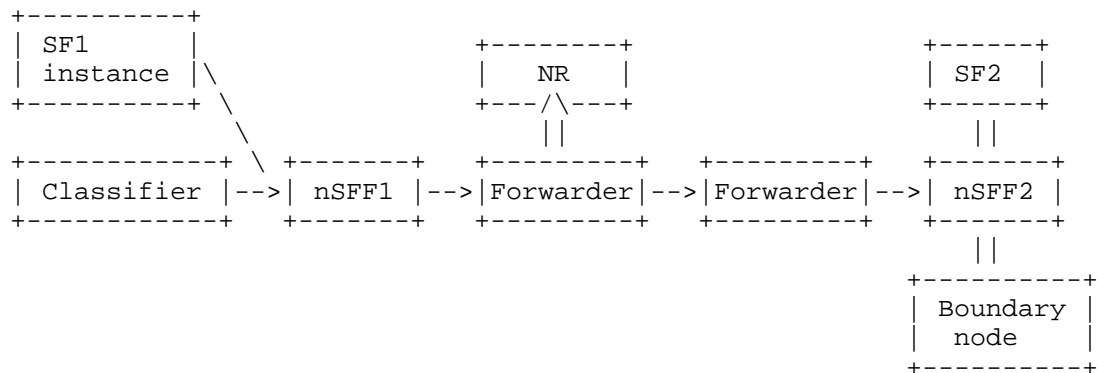 SF1
instance
NR
SF2
Classifier
nSFF1
Forwarder
Forwarder
nSFF2
Boundary
node